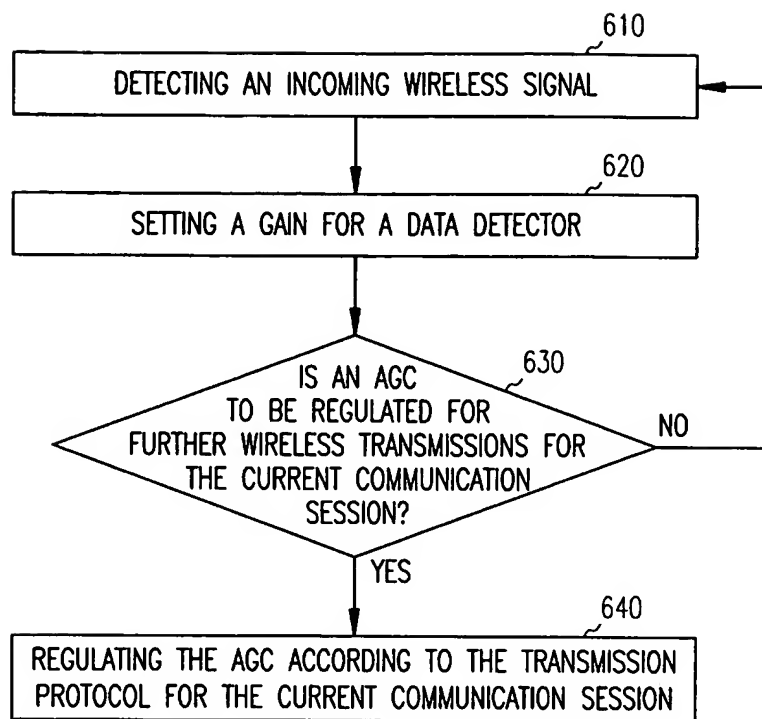 610
DETECTING AN INCOMING WIRELESS SIGNAL
620
SETTING A GAIN FOR A DATA DETECTOR
630
IS AN AGC
TO BE REGULATED FOR
FURTHER WIRELESS TRANSMISSIONS FOR
THE CURRENT COMMUNICATION
SESSION?
NO
YES
640
REGULATING THE AGC ACCORDING TO THE TRANSMISSION
PROTOCOL FOR THE CURRENT COMMUNICATION SESSION